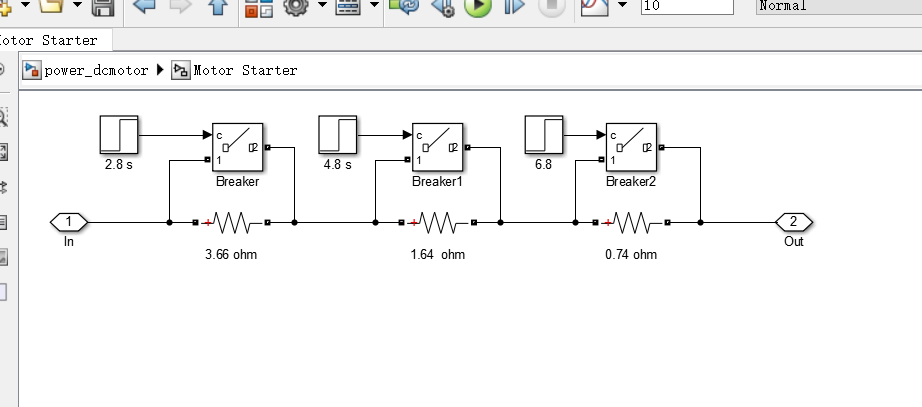 10
Normal
otor Starter
power_dcmotor Motor Starter
2.8 s
c
1
2
Breaker
4.8 s
c
1
2
Breaker1
6.8
c
1
2
Breaker2
1
In
3.66 ohm
1.64 ohm
0.74 ohm
2
Out